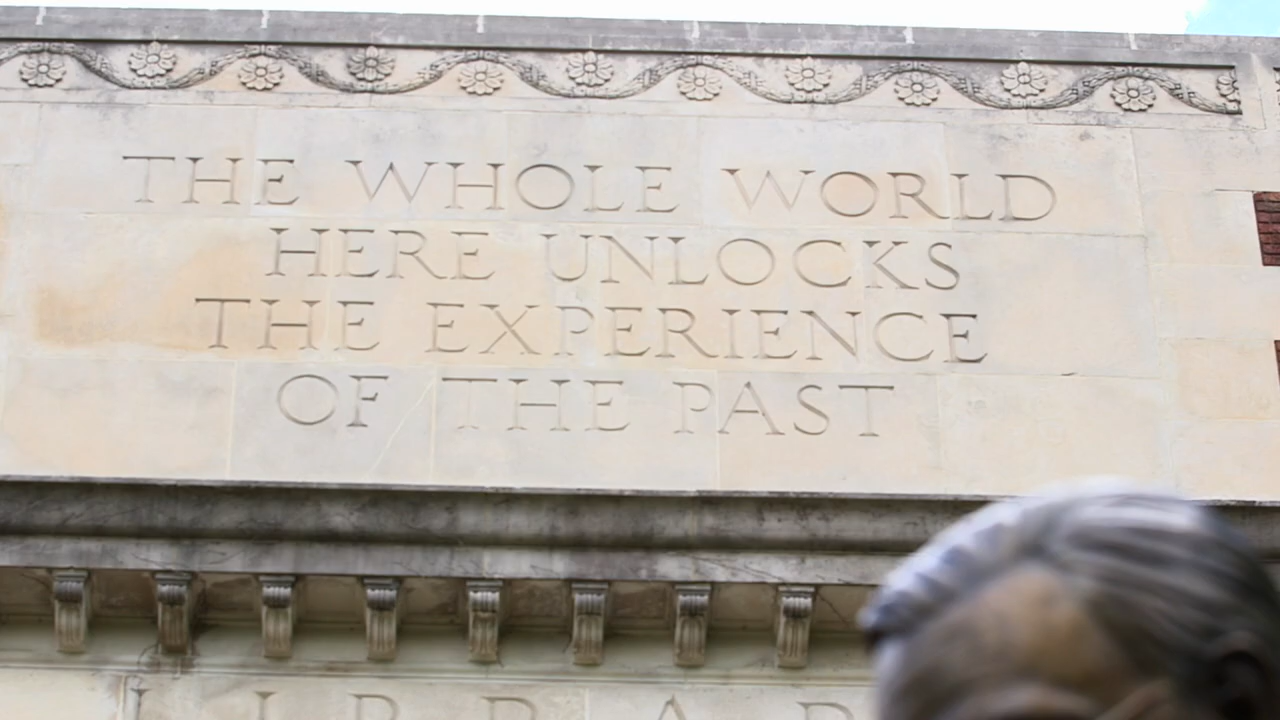 THE WHOLE WORLD
HERE UNLOCKS
THE EXPERIENCE
OF THE PAST